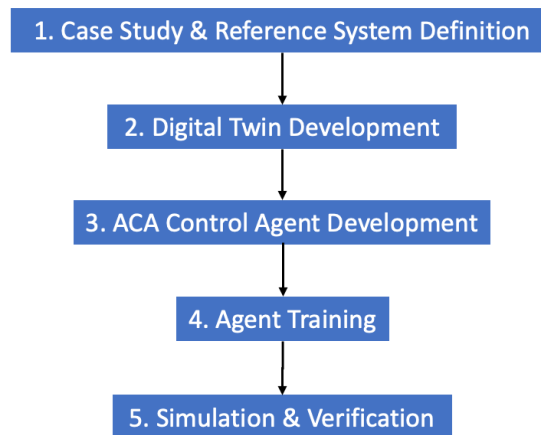 1. Case Study & Reference System Definition
2. Digital Twin Development
3. ACA Control Agent Development
4. Agent Training
5. Simulation & Verification